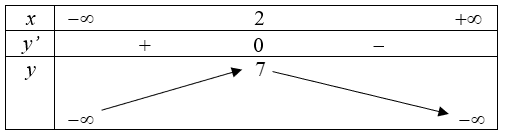 x –∞ 2 +∞
y’ + 0 –
y 7
–∞ –∞